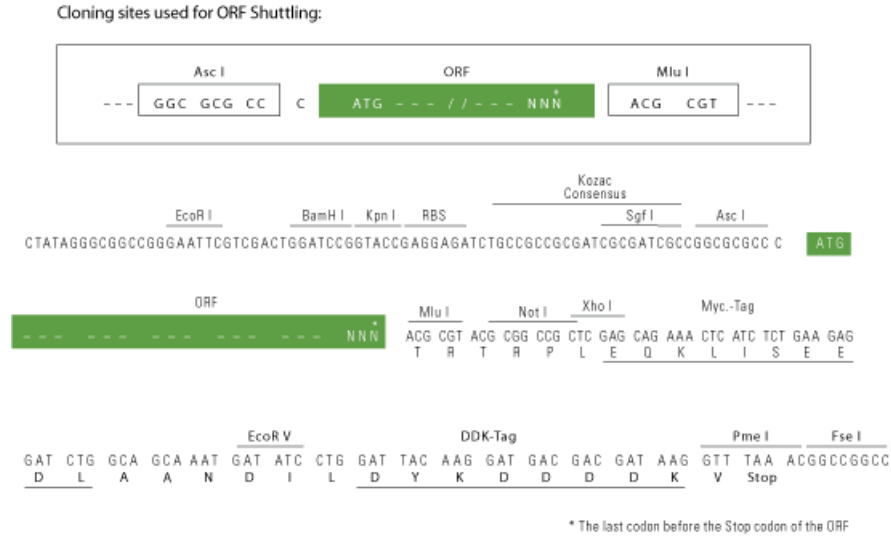 Cloning sites used for ORF Shuttling:
Asc I ORF Mlu I
--- GGC GCG CC C ATG - - - / / - - - NNN* ACG CGT ---
Kozac
Consensus
EcoR I BamH I Kpn I RBS Sgf I Asc I
CTATAGGGCGGCCGGGAATTCGTCGACTGGATCCGGTACCGAGGAGATCTGCCGCCGCGATCGCGATCGCCGGCGCGCC C ATG
ORF Mlu I Not I Xho I Myc.-Tag
- - - - - - - - - - - - - - - NNN* ACG CGT ACG CGG CCG CTC GAG CAG AAA CTC ATC TCT GAA GAG
T R T R P L E Q K L I S E E
EcoR V DDK-Tag Pme I Fse I
GAT CTG GCA GCA AAT GAT ATC CTG GAT TAC AAG GAT GAC GAC GAT AAG GTT TAA ACGGCCGGCC
D L A A N D I L D Y K D D D D K V Stop
* The last codon before the Stop codon of the ORF